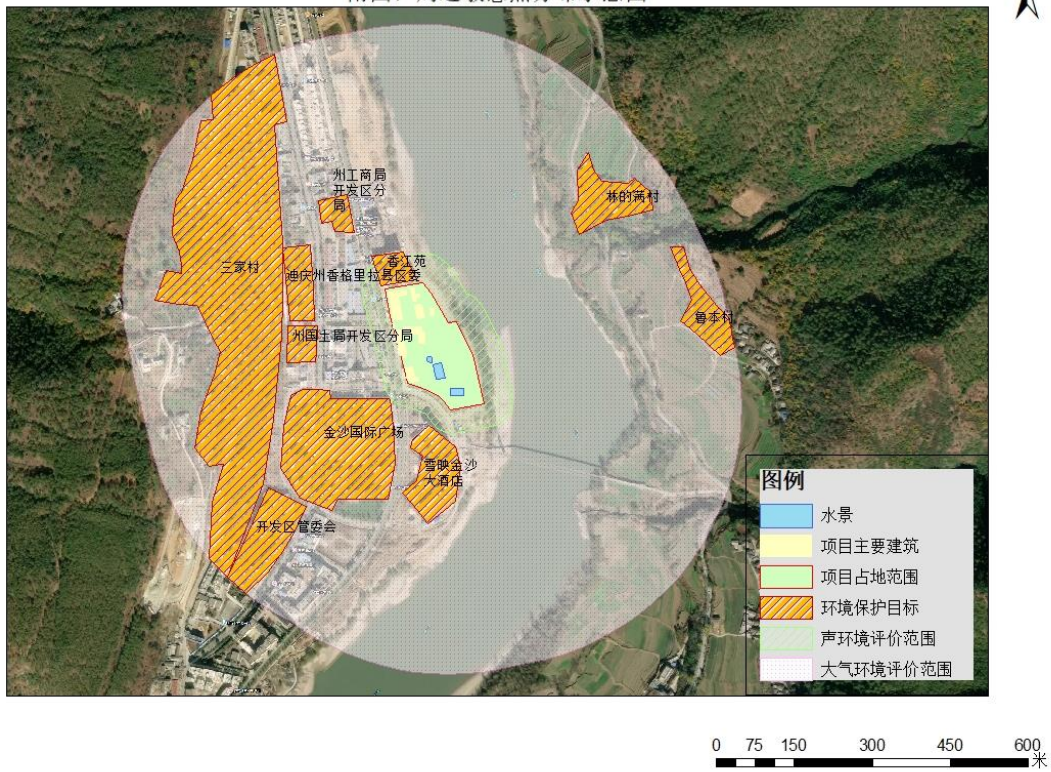 州工商局
开发区分
局
林的满村
香江苑
三家村
迪庆州香格里拉县区委
鲁本村
州国土局开发区分局
金沙国际广场
雪映金沙
大酒店
开发区管委会
图例
水景
项目主要建筑
项目占地范围
环境保护目标
声环境评价范围
大气环境评价范围
0 75 150 300 450 600
米